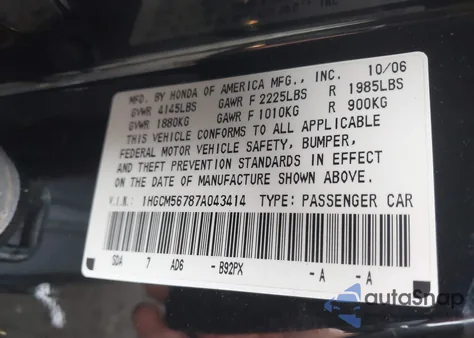 MFD. BY HONDA OF AMERICA MFG., INC. 10/06
GVWR 4145LBS GAWR F 2225LBS R 1985LBS
GVWR 1880KG GAWR F 1010KG R 900KG
THIS VEHICLE CONFORMS TO ALL APPLICABLE
FEDERAL MOTOR VEHICLE SAFETY, BUMPER,
AND THEFT PREVENTION STANDARDS IN EFFECT
ON THE DATE OF MANUFACTURE SHOWN ABOVE.
V.I.N. 1HGCM56787A043414 TYPE: PASSENGER CAR
SDA 7 AD6 - B92PX -A -A
autoSnap